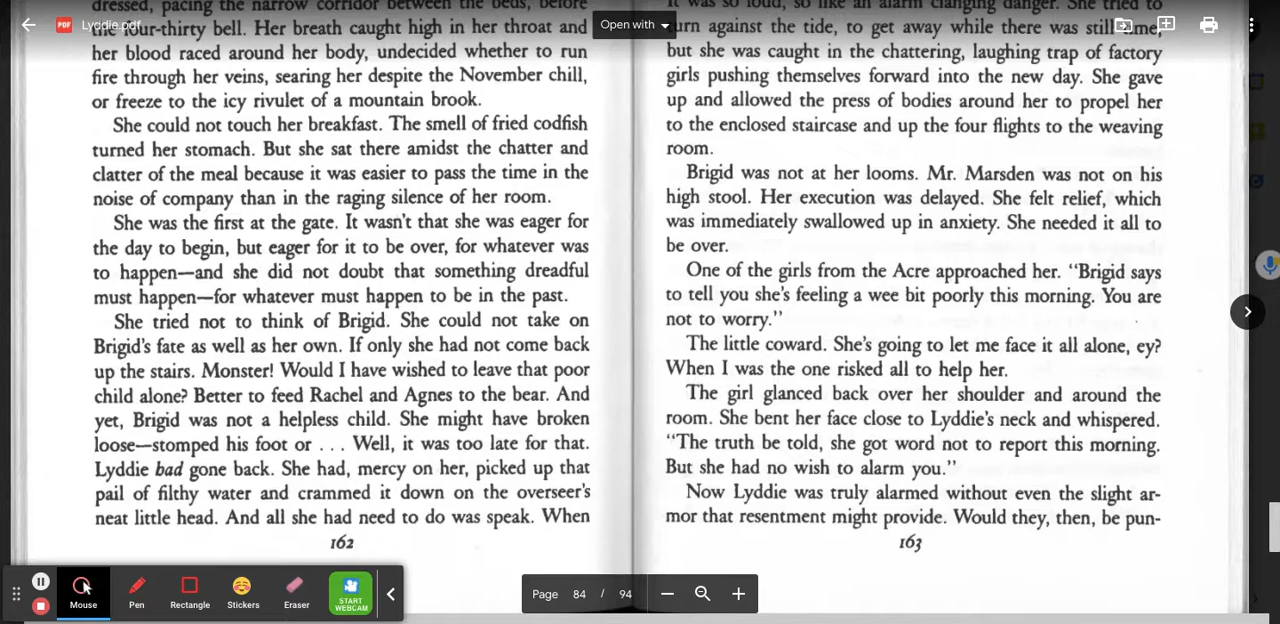 Lyddie.pdf
Open with
dressed, pacing the narrow corridor between the beds, before
the four-thirty bell. Her breath caught high in her throat and
her blood raced around her body, undecided whether to run
fire through her veins, searing her despite the November chill,
or freeze to the icy rivulet of a mountain brook.
She could not touch her breakfast. The smell of fried codfish
turned her stomach. But she sat there amidst the chatter and
clatter of the meal because it was easier to pass the time in the
noise of company than in the raging silence of her room.
She was the first at the gate. It wasn't that she was eager for
the day to begin, but eager for it to be over, for whatever was
to happen—and she did not doubt that something dreadful
must happen—for whatever must happen to be in the past.
She tried not to think of Brigid. She could not take on
Brigid's fate as well as her own. If only she had not come back
up the stairs. Monster! Would I have wished to leave that poor
child alone? Better to feed Rachel and Agnes to the bear. And
yet, Brigid was not a helpless child. She might have broken
loose—stomped his foot or . . . Well, it was too late for that.
Lyddie had gone back. She had, mercy on her, picked up that
pail of filthy water and crammed it down on the overseer's
neat little head. And all she had need to do was speak. When
162
It was so loud, so like an alarm clanging danger. She tried to
turn against the tide, to get away while there was still time,
but she was caught in the chattering, laughing trap of factory
girls pushing themselves forward into the new day. She gave
up and allowed the press of bodies around her to propel her
to the enclosed staircase and up the four flights to the weaving
room.
Brigid was not at her looms. Mr. Marsden was not on his
high stool. Her execution was delayed. She felt relief, which
was immediately swallowed up in anxiety. She needed it all to
be over.
One of the girls from the Acre approached her. "Brigid says
to tell you she's feeling a wee bit poorly this morning. You are
not to worry."
The little coward. She's going to let me face it all alone, ey?
When I was the one risked all to help her.
The girl glanced back over her shoulder and around the
room. She bent her face close to Lyddie's neck and whispered.
"The truth be told, she got word not to report this morning.
But she had no wish to alarm you."
Now Lyddie was truly alarmed without even the slight ar-
mor that resentment might provide. Would they, then, be pun-
163
PDF
Mouse
Pen
Rectangle
Stickers
Eraser
START
WEBCAM
Page 84 / 94